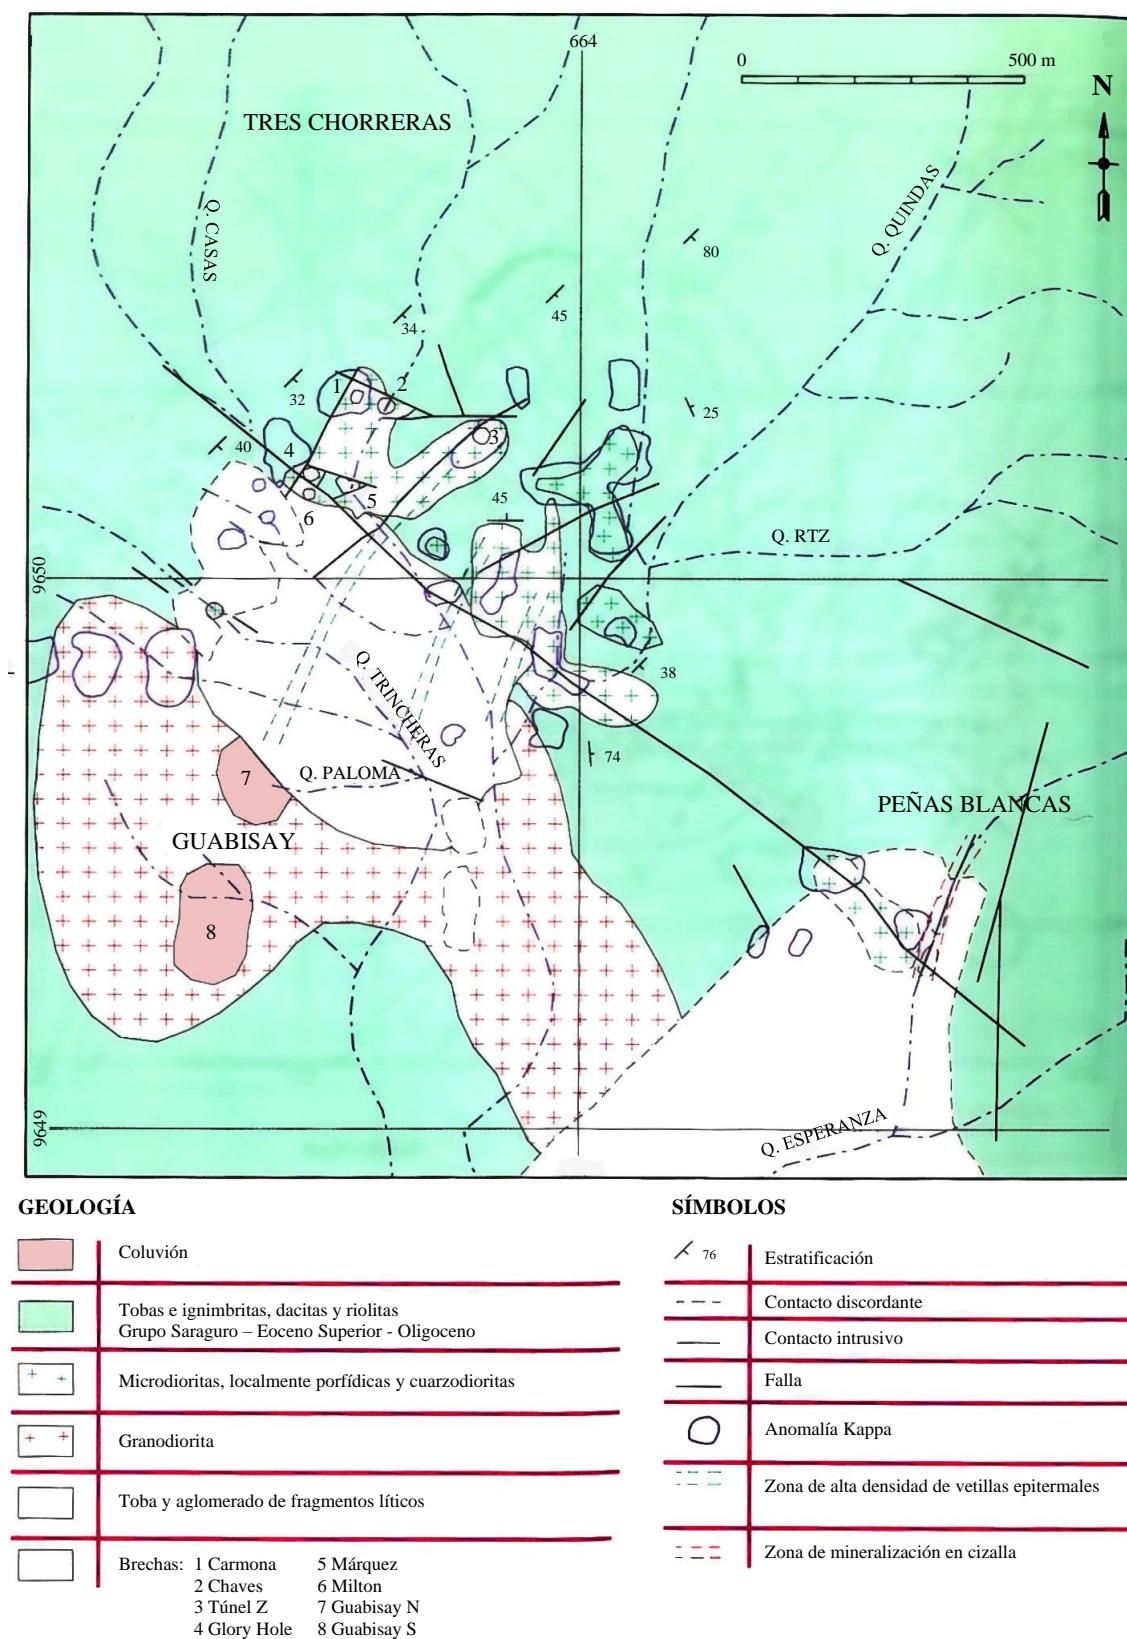 664
0 500 m
N
TRES CHORRERAS
Q. CASAS
Q. QUINDAS
80
45
34
32
1
2
25
3
40
4
45
5
6
Q. RTZ
9650
Q. TRINCHERAS
38
74
7
Q. PALOMA
PEÑAS BLANCAS
GUABISAY
8
9649
Q. ESPERANZA
GEOLOGÍA
Coluvión
Tobas e ignimbritas, dacitas y riolitas
Grupo Saraguro – Eoceno Superior - Oligoceno
Microdioritas, localmente porfídicas y cuarzodioritas
Granodiorita
Toba y aglomerado de fragmentos líticos
Brechas: 1 Carmona 5 Márquez
2 Chaves 6 Milton
3 Túnel Z 7 Guabisay N
4 Glory Hole 8 Guabisay S
SÍMBOLOS
76 Estratificación
Contacto discordante
Contacto intrusivo
Falla
Anomalía Kappa
Zona de alta densidad de vetillas epitermales
Zona de mineralización en cizalla